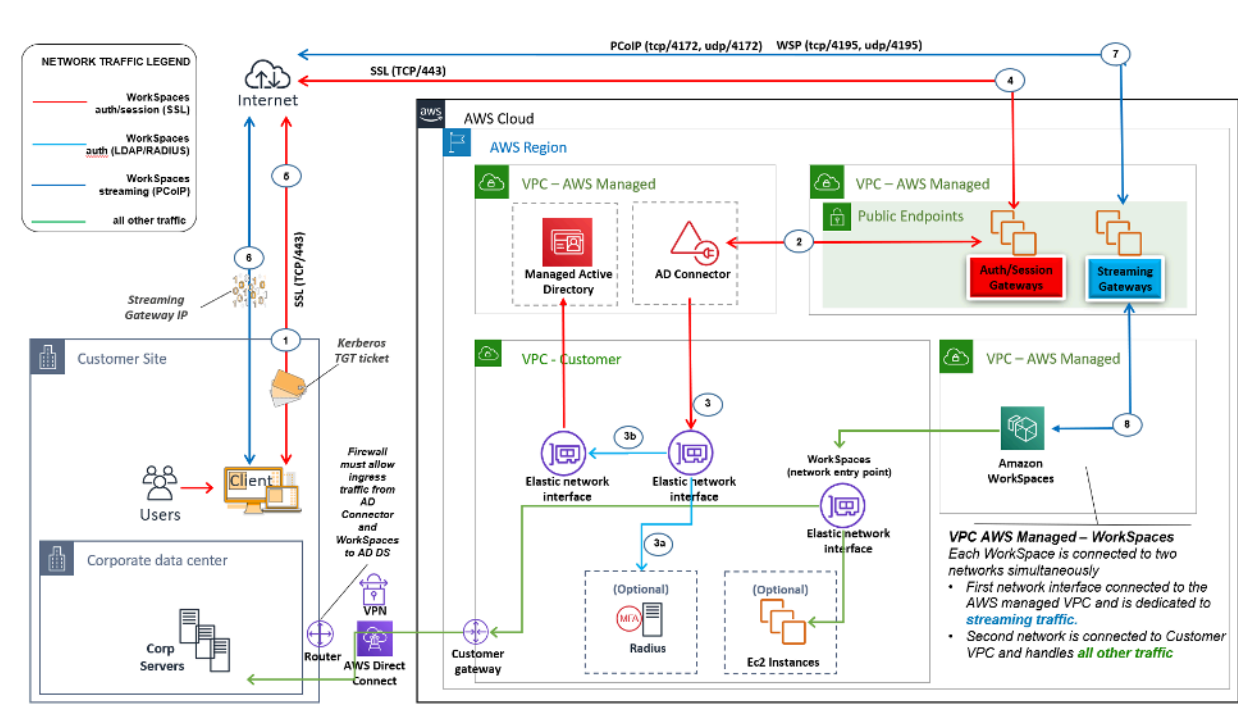 PCoIP (tcp/4172, udp/4172) WSP (tcp/4195, udp/4195)
7
NETWORK TRAFFIC LEGEND
WorkSpaces
auth/session (SSL)
WorkSpaces
auth (LDAP/RADIUS)
WorkSpaces
streaming (PCoIP)
all other traffic
SSL (TCP/443)
4
Internet
aws
AWS Cloud
AWS Region
VPC – AWS Managed
Managed Active
Directory
AD Connector
2
VPC – AWS Managed
Public Endpoints
Auth/Session
Gateways
Streaming
Gateways
5
6
SSL (TCP/443)
Streaming
Gateway IP
1
Kerberos
TGT ticket
Customer Site
Users
Client
Firewall
must allow
ingress
traffic from
AD
Connector
and
WorkSpaces
to AD DS
Corporate data center
Corp
Servers
VPN
Router
AWS Direct
Connect
VPC - Customer
3
3b
Elastic network
interface
Elastic network
interface
3a
WorkSpaces
(network entry point)
Elastic network
interface
(Optional)
MFA
Radius
(Optional)
Ec2 Instances
Customer
gateway
VPC – AWS Managed
8
Amazon
WorkSpaces
VPC AWS Managed – WorkSpaces
Each WorkSpace is connected to two
networks simultaneously
• First network interface connected to the
AWS managed VPC and is dedicated to
streaming traffic.
• Second network is connected to Customer
VPC and handles all other traffic